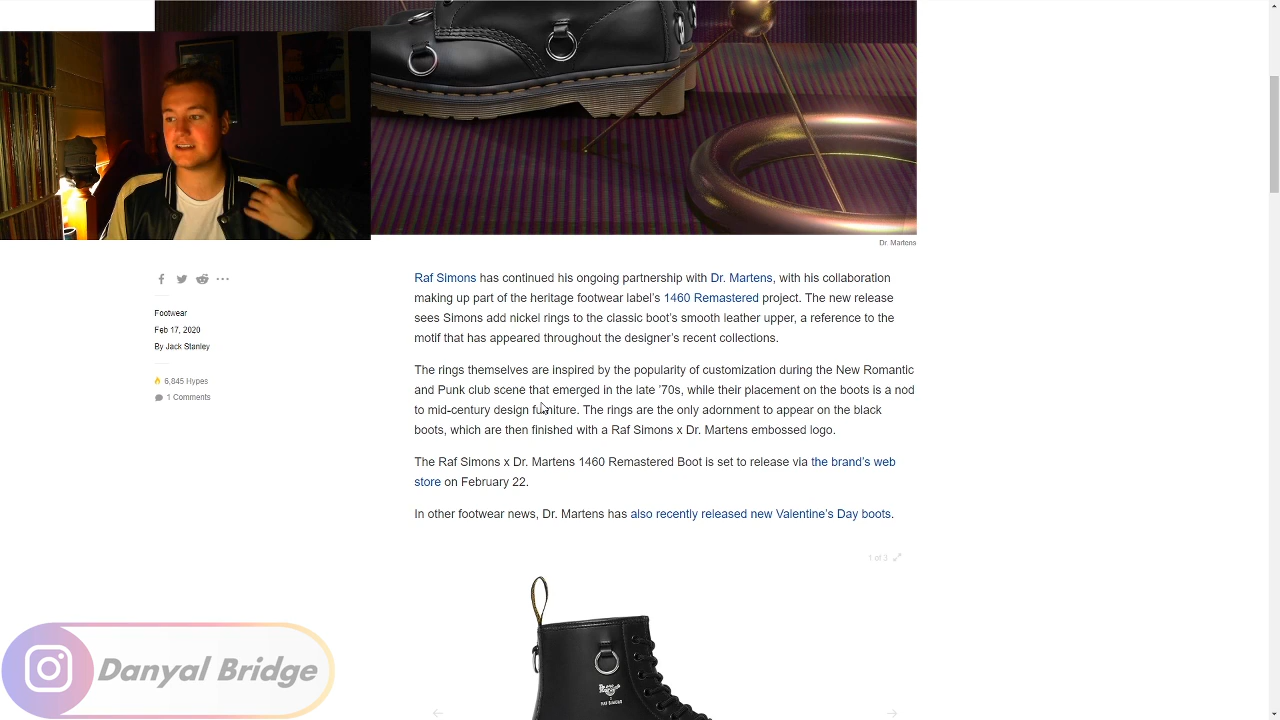 Dr. Martens
Raf Simons has continued his ongoing partnership with Dr. Martens, with his collaboration
making up part of the heritage footwear label's 1460 Remastered project. The new release
sees Simons add nickel rings to the classic boot's smooth leather upper, a reference to the
motif that has appeared throughout the designer's recent collections.
Footwear
Feb 17, 2020
By Jack Stanley
6,845 Hypes
1 Comments
The rings themselves are inspired by the popularity of customization during the New Romantic
and Punk club scene that emerged in the late '70s, while their placement on the boots is a nod
to mid-century design furniture. The rings are the only adornment to appear on the black
boots, which are then finished with a Raf Simons x Dr. Martens embossed logo.
The Raf Simons x Dr. Martens 1460 Remastered Boot is set to release via the brand's web
store on February 22.
In other footwear news, Dr. Martens has also recently released new Valentine's Day boots.
1 of 3
Dr. Martens
RAF SIMONS
Danyal Bridge